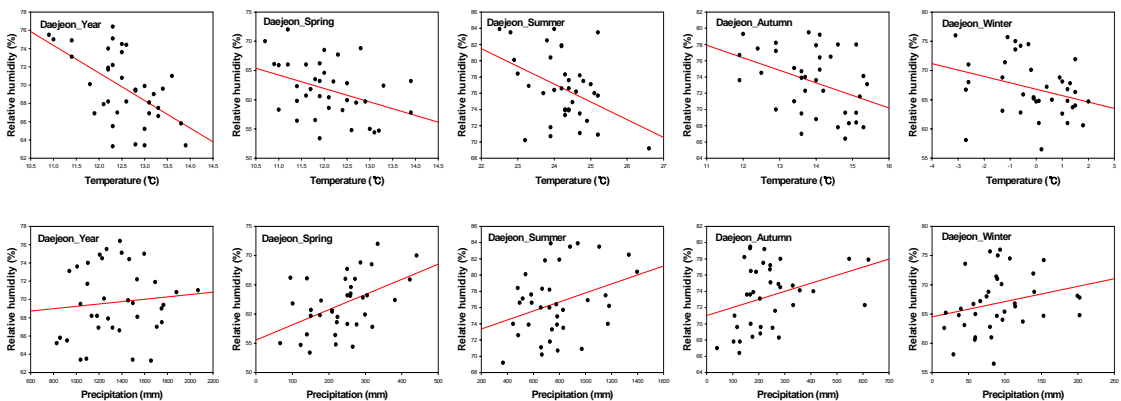 Daejeon_Year
Relative humidity (%)
78
76
74
72
70
68
66
64
62
10.5 11.0 11.5 12.0 12.5 13.0 13.5 14.0 14.5
Temperature (℃)
Daejeon_Spring
Relative humidity (%)
75
70
65
60
55
50
10.5 11.0 11.5 12.0 12.5 13.0 13.5 14.0 14.5
Temperature (℃)
Daejeon_Summer
Relative humidity (%)
86
84
82
80
78
76
74
72
70
68
22 23 24 25 26 27
Temperature (℃)
Daejeon_Autumn
Relative humidity (%)
82
80
78
76
74
72
70
68
66
64
11 12 13 14 15 16
Temperature (℃)
Daejeon_Winter
Relative humidity (%)
80
75
70
65
60
55
-4 -3 -2 -1 0 1 2 3
Temperature (℃)
Daejeon_Year
Relative humidity (%)
78
76
74
72
70
68
66
64
62
600 800 1000 1200 1400 1600 1800 2000 2200
Precipitation (mm)
Daejeon_Spring
Relative humidity (%)
75
70
65
60
55
50
0 100 200 300 400 500
Precipitation (mm)
Daejeon_Summer
Relative humidity (%)
86
84
82
80
78
76
74
72
70
68
200 400 600 800 1000 1200 1400 1600
Precipitation (mm)
Daejeon_Autumn
Relative humidity (%)
82
80
78
76
74
72
70
68
66
64
0 100 200 300 400 500 600 700
Precipitation (mm)
Daejeon_Winter
Relative humidity (%)
80
75
70
65
60
55
0 50 100 150 200 250
Precipitation (mm)